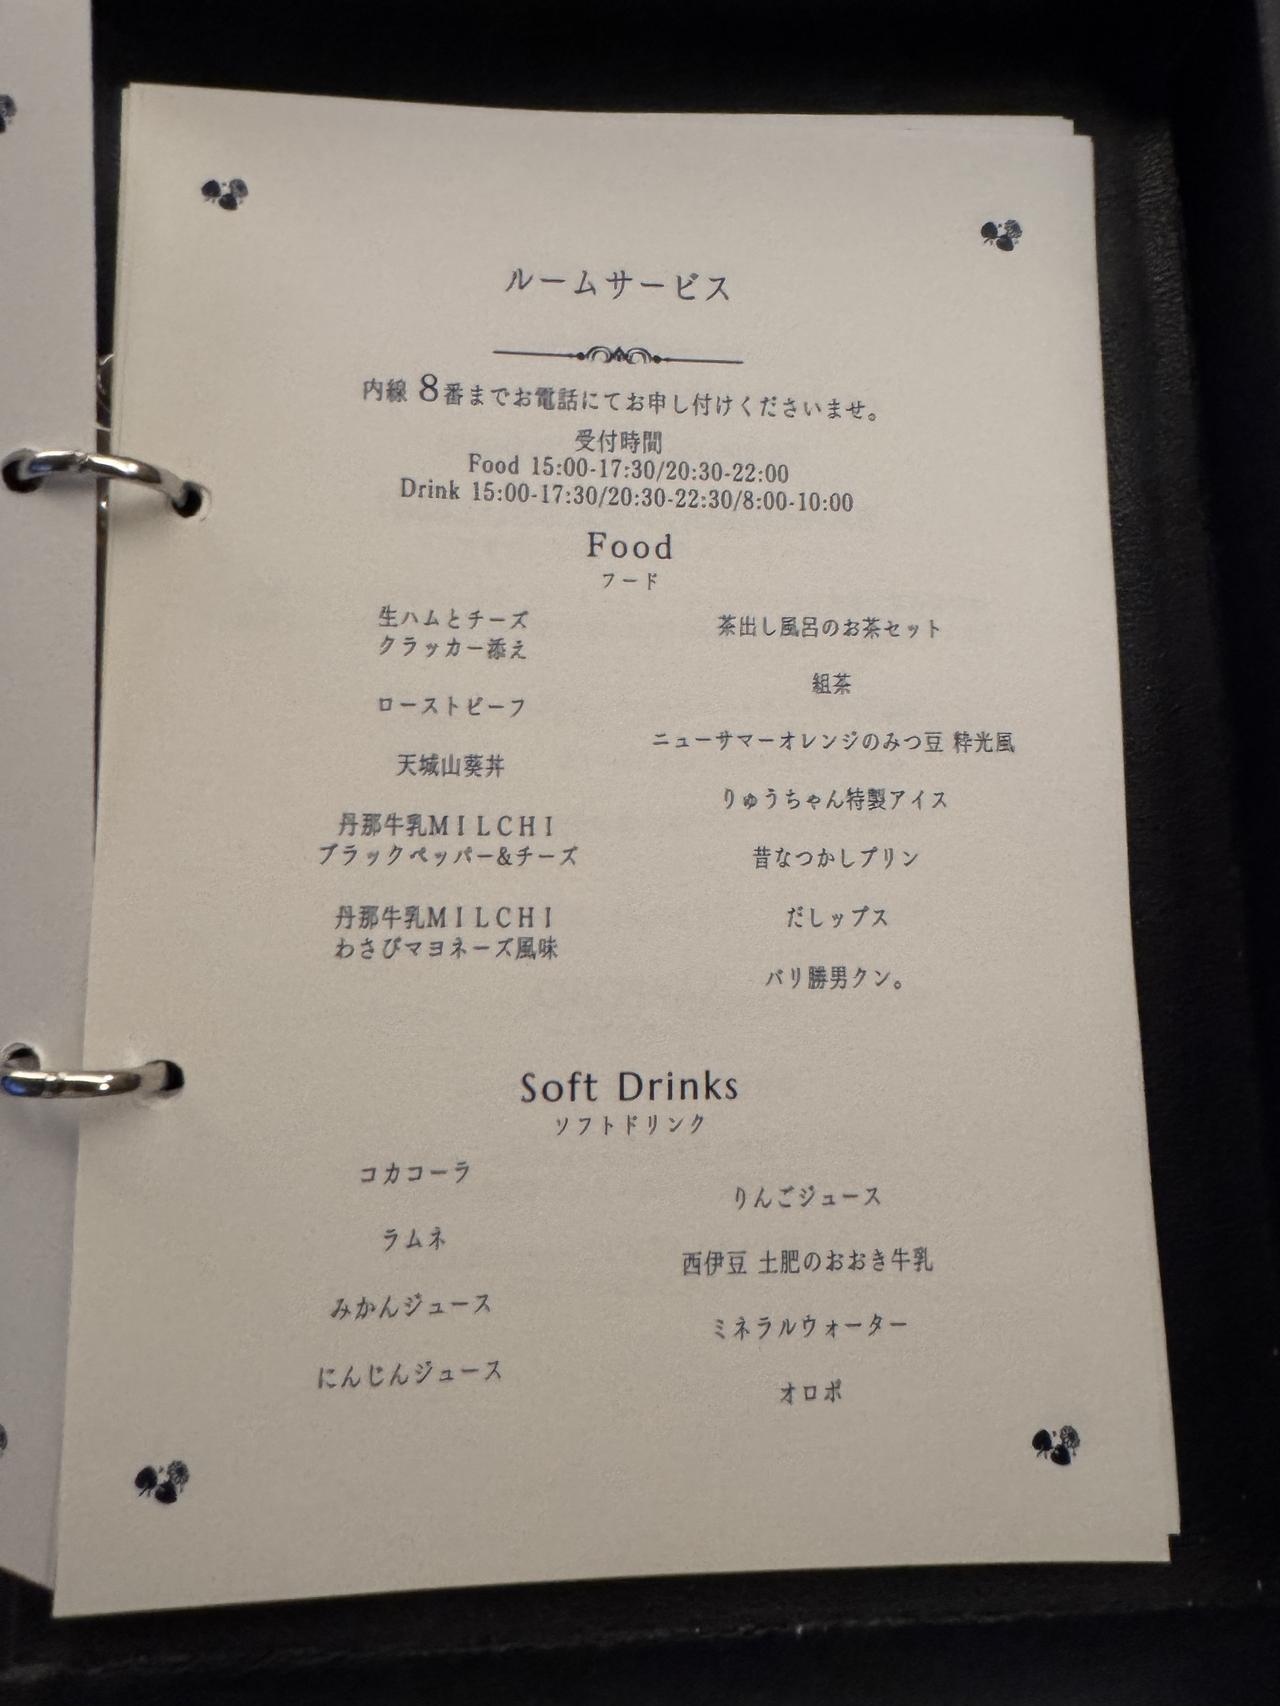 ルームサービス
内線 8番までお電話にてお申し付けくださいませ。
受付時間
Food 15:00-17:30/20:30-22:00
Drink 15:00-17:30/20:30-22:30/8:00-10:00
Food
フード
生ハムとチーズ
クラッカー添え
ローストビーフ
天城山葵丼
丹那牛乳ＭＩＬＣＨＩ
ブラックペッパー&チーズ
丹那牛乳ＭＩＬＣＨＩ
わさびマヨネーズ風味
茶出し風呂のお茶セット
組茶
ニューサマーオレンジのみつ豆 粋光風
りゅうちゃん特製アイス
昔なつかしプリン
だしップス
バリ勝男クン。
Soft Drinks
ソフトドリンク
コカコーラ
ラムネ
みかんジュース
にんじんジュース
りんごジュース
西伊豆 土肥のおおき牛乳
ミネラルウォーター
オロポ